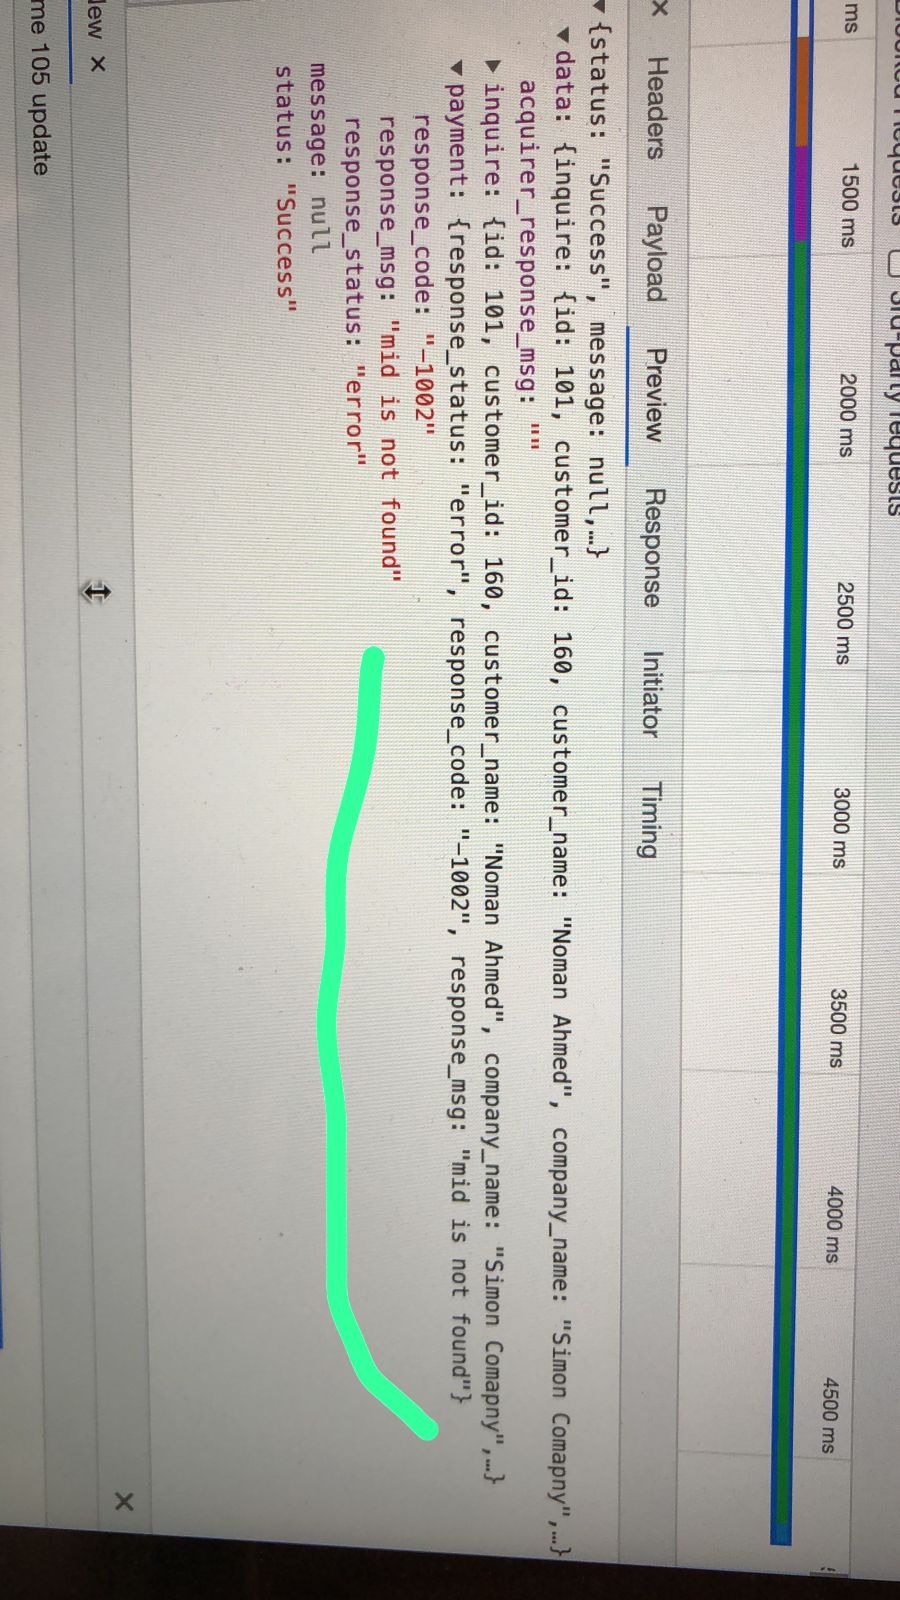 requests
3rd-party requests
ms
1500 ms
2000 ms
2500 ms
3000 ms
3500 ms
4000 ms
4500 ms
× Headers Payload Preview Response Initiator Timing
▼ {status: "Success", message: null,…}
▼ data: {inquire: {id: 101, customer_id: 160, customer_name: "Noman Ahmed", company_name: "Simon Comapny",…}
acquirer_response_msg: ""
▶ inquire: {id: 101, customer_id: 160, customer_name: "Noman Ahmed", company_name: "Simon Comapny",…}
▼ payment: {response_status: "error", response_code: "-1002", response_msg: "mid is not found"}
response_code: "-1002"
response_msg: "mid is not found"
response_status: "error"
message: null
status: "Success"
×
New ×
me 105 update